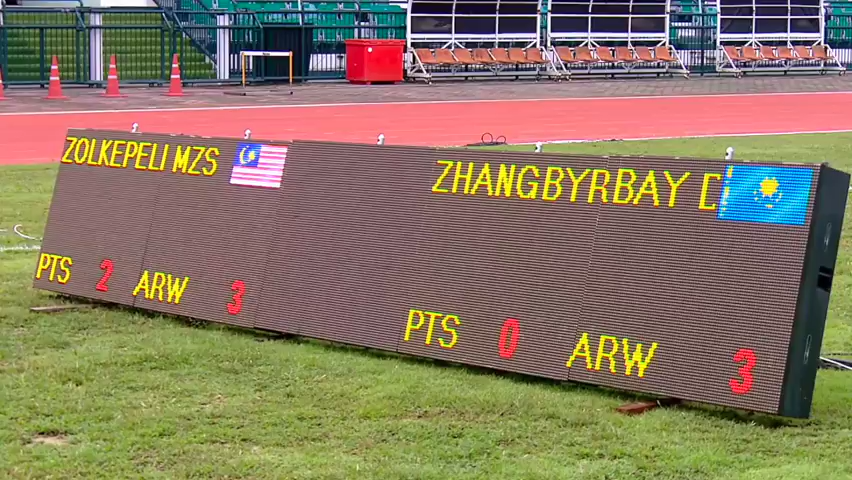 ZOLKEPELI MZS
PTS 2 ARW 3
ZHANGBYRBAY D
PTS 0 ARW 3